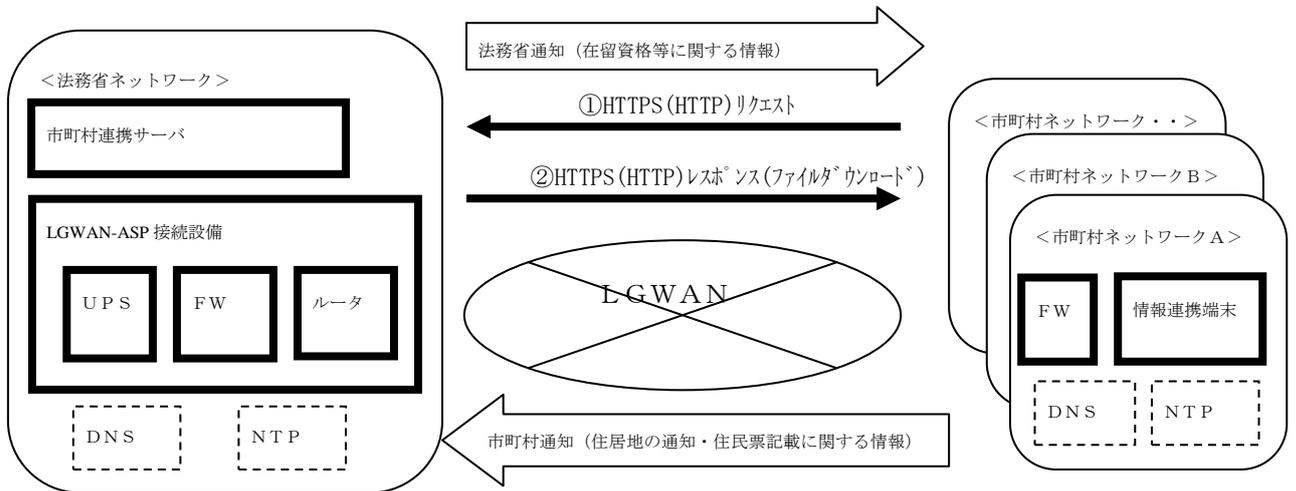 法務省通知（在留資格等に関する情報）
＜法務省ネットワーク＞
市町村連携サーバ
LGWAN-ASP 接続設備
ＵＰＳ
ＦＷ
ルータ
ＤＮＳ
ＮＴＰ
①HTTPS(HTTP)ﾘｸｴｽﾄ
②HTTPS(HTTP)ﾚｽﾎﾟﾝｽ(ﾌｧｲﾙﾀﾞｳﾝﾛｰﾄﾞ)
ＬＧＷＡＮ
市町村通知（住居地の通知・住民票記載に関する情報）
＜市町村ネットワーク・・＞
＜市町村ネットワークＢ＞
＜市町村ネットワークＡ＞
ＦＷ
情報連携端末
ＤＮＳ
ＮＴＰ